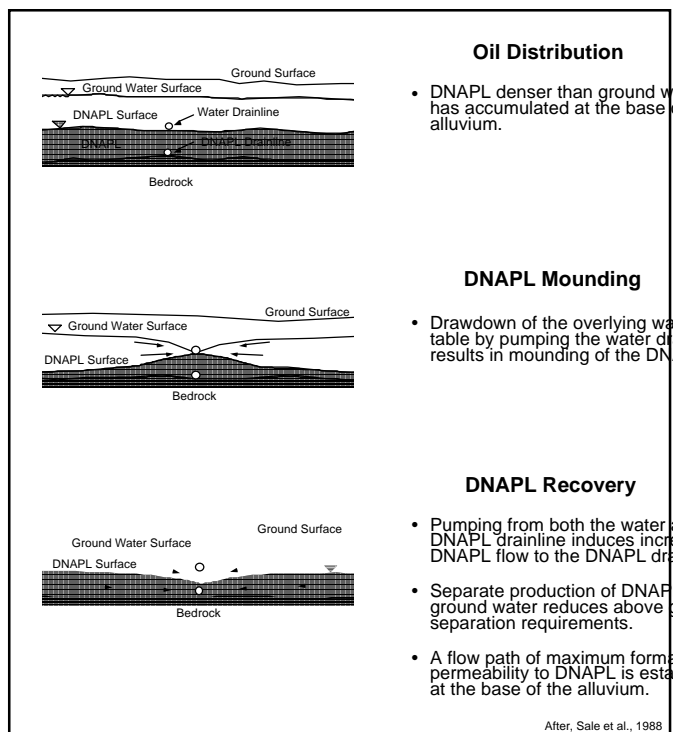 Oil Distribution
Ground Surface
Ground Water Surface
DNAPL Surface
Water Drainline
DNAPL
DNAPL Drainline
Bedrock
• DNAPL denser than ground w
has accumulated at the base
alluvium.
DNAPL Mounding
Ground Surface
Ground Water Surface
DNAPL Surface
Bedrock
• Drawdown of the overlying wa
table by pumping the water dr
results in mounding of the DN
DNAPL Recovery
Ground Surface
Ground Water Surface
DNAPL Surface
Bedrock
• Pumping from both the water
DNAPL drainline induces incre
DNAPL flow to the DNAPL dra
• Separate production of DNAP
ground water reduces above
separation requirements.
• A flow path of maximum forma
permeability to DNAPL is esta
at the base of the alluvium.
After, Sale et al., 1988